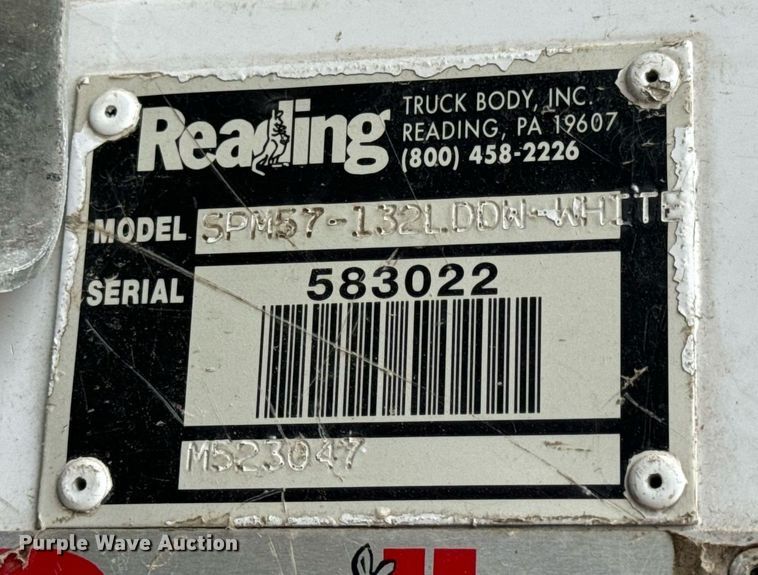 Reading
TRUCK BODY, INC.
READING, PA 19607
(800) 458-2226
MODEL SPM57-132LDDW-WHITE
SERIAL 583022
M523047
Purple Wave Auction